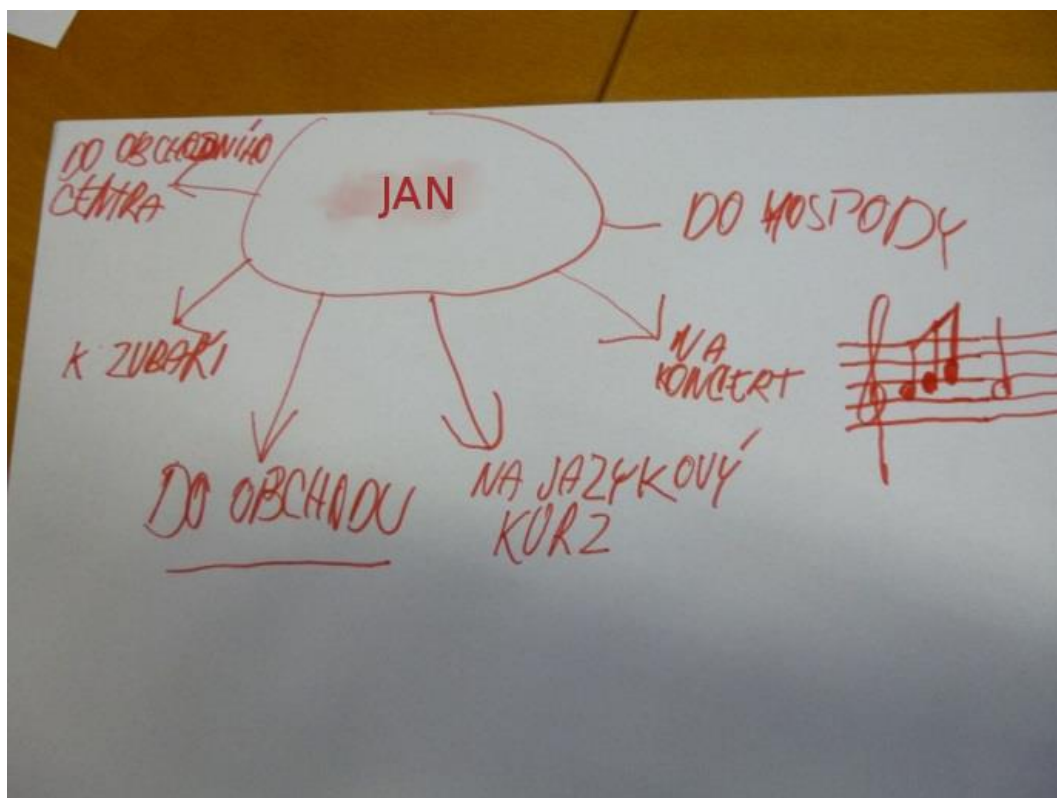 DO OBCHODNÍHO
CENTRA
JAN
DO HOSPODY
K ZUBAŘI
NA
KONCERT
DO OBCHODU
NA JAZYKOVÝ
KURZ